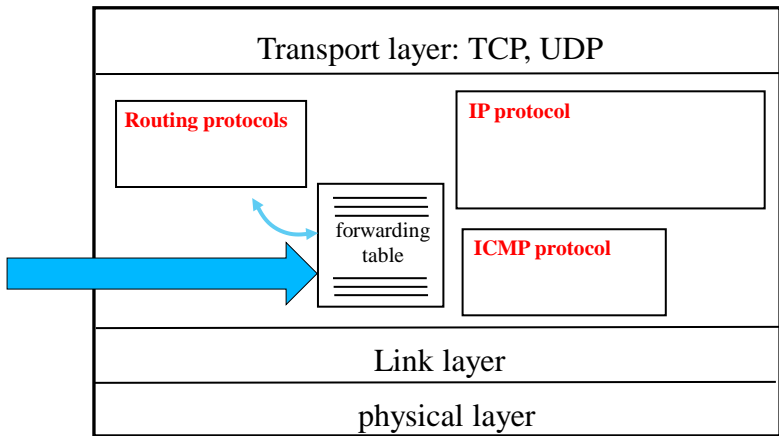 Transport layer: TCP, UDP
Routing protocols
IP protocol
forwarding
table
ICMP protocol
Link layer
physical layer